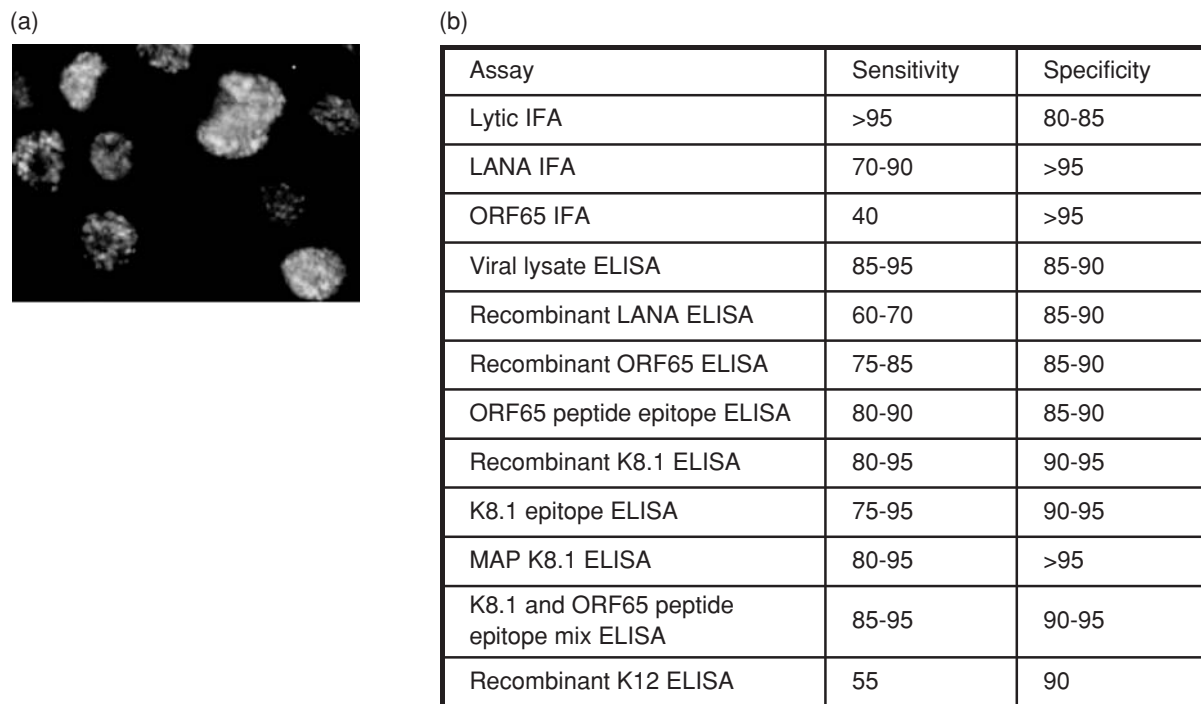 (a)
(b)
Assay Sensitivity Specificity
Lytic IFA >95 80-85
LANA IFA 70-90 >95
ORF65 IFA 40 >95
Viral lysate ELISA 85-95 85-90
Recombinant LANA ELISA 60-70 85-90
Recombinant ORF65 ELISA 75-85 85-90
ORF65 peptide epitope ELISA 80-90 85-90
Recombinant K8.1 ELISA 80-95 90-95
K8.1 epitope ELISA 75-95 90-95
MAP K8.1 ELISA 80-95 >95
K8.1 and ORF65 peptide
epitope mix ELISA 85-95 90-95
Recombinant K12 ELISA 55 90